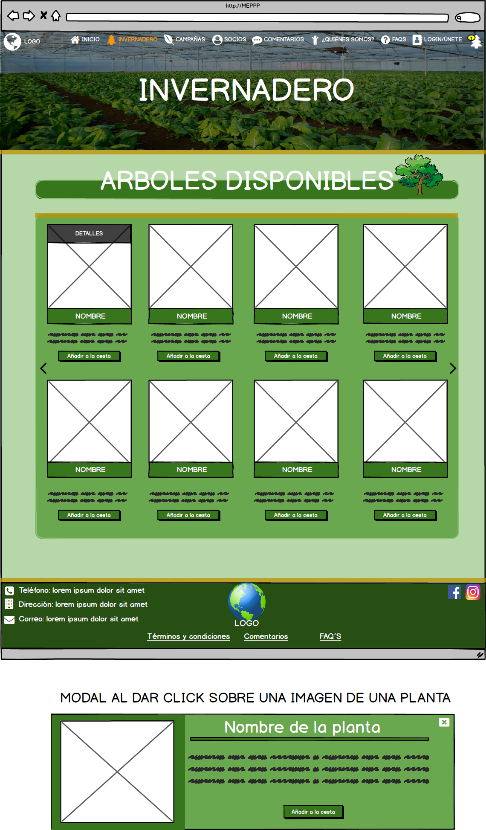 http://MEPPP
LOGO INICIO INVERNADERO CAMPAÑAS SOCIOS COMENTARIOS ¿QUIENES SOMOS? FAQS LOGIN/ÚNETE
INVERNADERO
ARBOLES DISPONIBLES
DETALLES
NOMBRE NOMBRE NOMBRE NOMBRE
Añadir a la cesta Añadir a la cesta Añadir a la cesta Añadir a la cesta
NOMBRE NOMBRE NOMBRE NOMBRE
Añadir a la cesta Añadir a la cesta Añadir a la cesta Añadir a la cesta
Teléfono: lorem ipsum dolor sit amet
Dirección: lorem ipsum dolor sit amet
Correo: lorem ipsum dolor sit amet
LOGO
Términos y condiciones Comentarios FAQ'S
MODAL AL DAR CLICK SOBRE UNA IMAGEN DE UNA PLANTA
Nombre de la planta
Añadir a la cesta